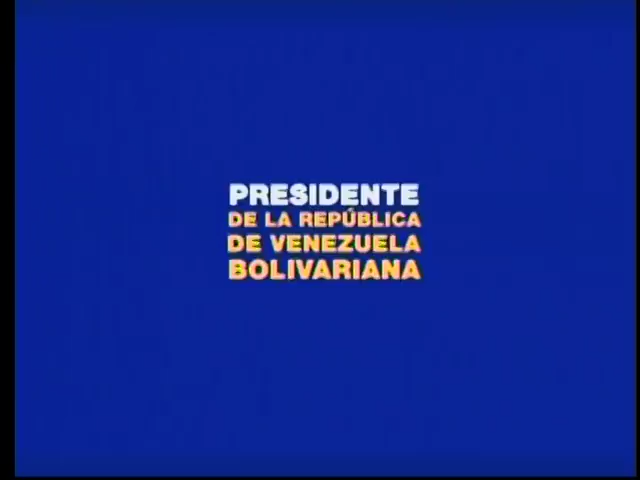 PRESIDENTE
DE LA REPÚBLICA
DE VENEZUELA
BOLIVARIANA